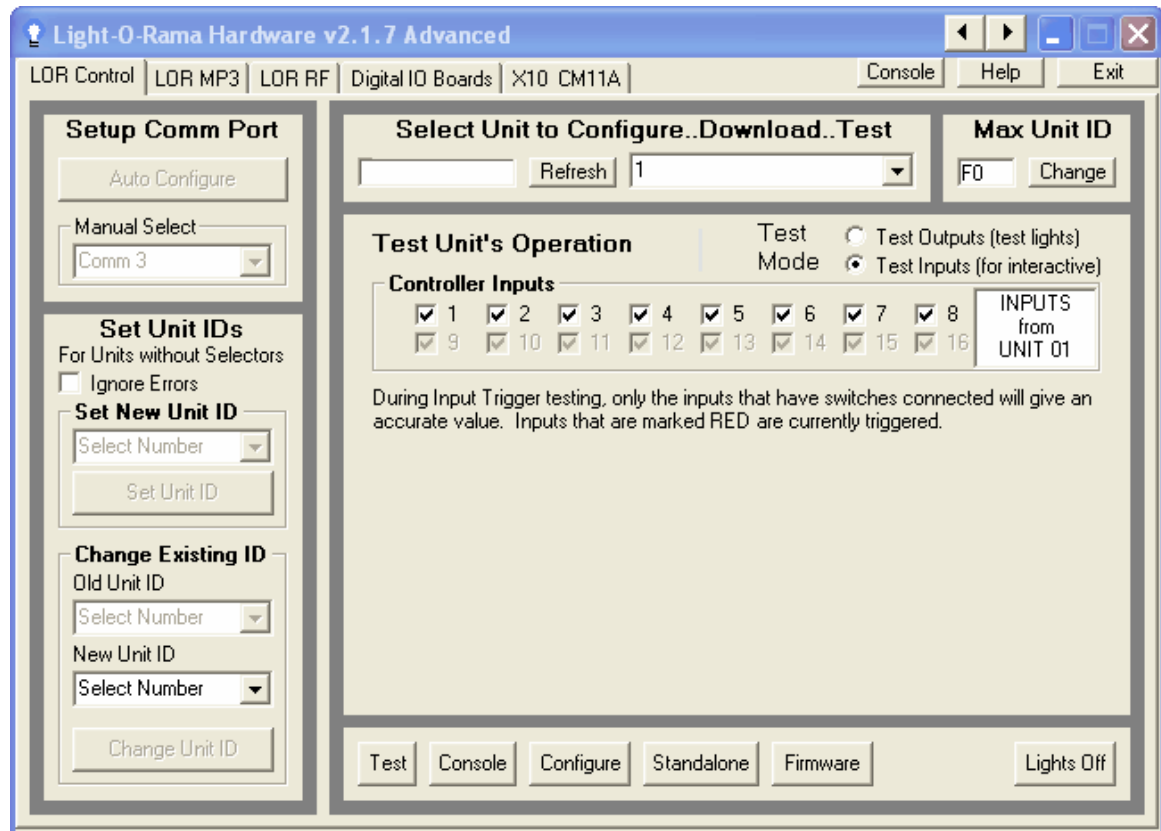 Light-O-Rama Hardware v2.1.7 Advanced
LOR Control LOR MP3 LOR RF Digital IO Boards X10 CM11A Console Help Exit
Setup Comm Port
Auto Configure
Manual Select
Comm 3
Set Unit IDs
For Units without Selectors
Ignore Errors
Set New Unit ID
Select Number
Set Unit ID
Change Existing ID
Old Unit ID
Select Number
New Unit ID
Select Number
Change Unit ID
Select Unit to Configure..Download..Test
Refresh 1
Max Unit ID
F0 Change
Test Unit's Operation
Test Mode
Test Outputs (test lights)
Test Inputs (for interactive)
Controller Inputs
1 2 3 4 5 6 7 8
9 10 11 12 13 14 15 16
INPUTS
from
UNIT 01
During Input Trigger testing, only the inputs that have switches connected will give an
accurate value. Inputs that are marked RED are currently triggered.
Test Console Configure Standalone Firmware Lights Off